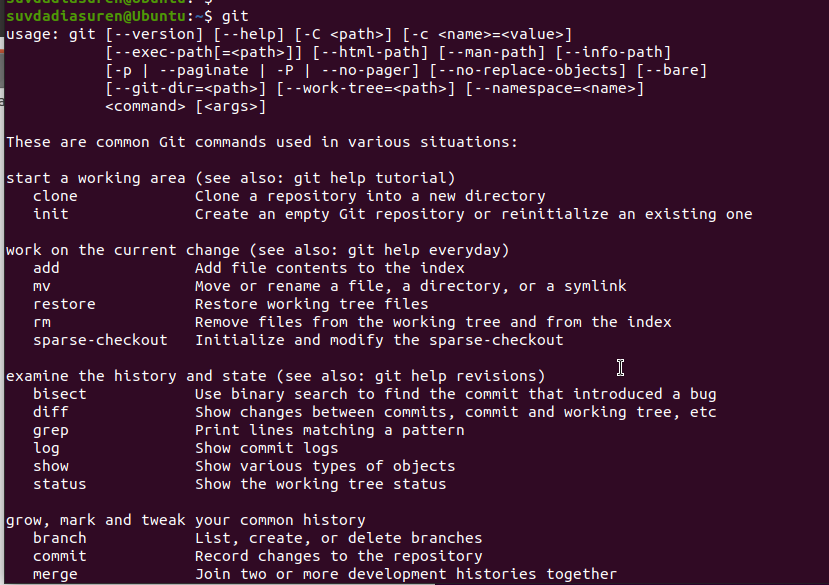 suvdadiasuren@Ubuntu:~$ git
usage: git [--version] [--help] [-C <path>] [-c <name>=<value>]
           [--exec-path[=<path>]] [--html-path] [--man-path] [--info-path]
           [-p | --paginate | -P | --no-pager] [--no-replace-objects] [--bare]
           [--git-dir=<path>] [--work-tree=<path>] [--namespace=<name>]
           <command> [<args>]

These are common Git commands used in various situations:

start a working area (see also: git help tutorial)
   clone             Clone a repository into a new directory
   init              Create an empty Git repository or reinitialize an existing one

work on the current change (see also: git help everyday)
   add               Add file contents to the index
   mv                Move or rename a file, a directory, or a symlink
   restore           Restore working tree files
   rm                Remove files from the working tree and from the index
   sparse-checkout   Initialize and modify the sparse-checkout

examine the history and state (see also: git help revisions)
   bisect            Use binary search to find the commit that introduced a bug
   diff              Show changes between commits, commit and working tree, etc
   grep              Print lines matching a pattern
   log               Show commit logs
   show              Show various types of objects
   status            Show the working tree status

grow, mark and tweak your common history
   branch            List, create, or delete branches
   commit            Record changes to the repository
   merge             Join two or more development histories together